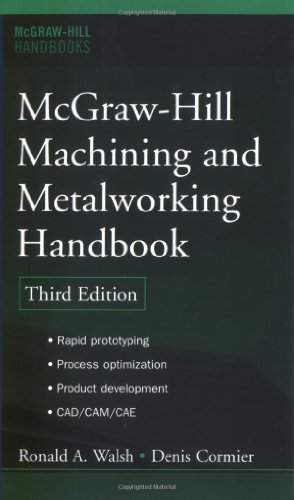 McGRAW-HILL
HANDBOOKS
McGraw-Hill
Machining and
Metalworking
Handbook
Third Edition
• Rapid prototyping
• Process optimization
• Product development
• CAD/CAM/CAE
Ronald A. Walsh • Denis Cormier